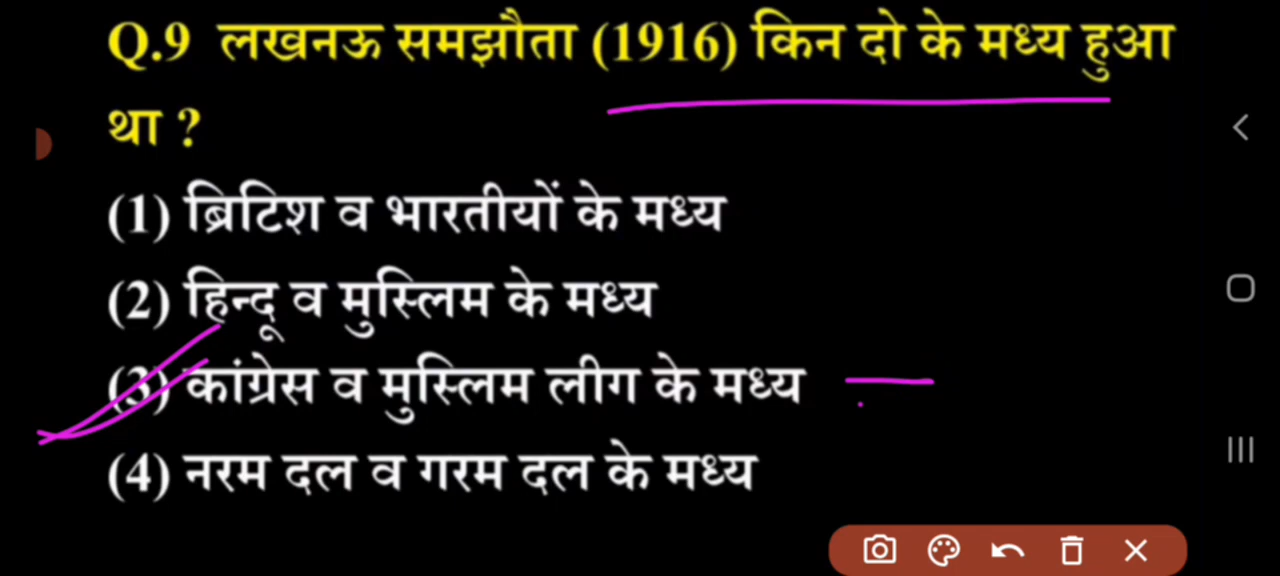 Q.9 लखनऊ समझौता (1916) किन दो के मध्य हुआ
था ?
(1) ब्रिटिश व भारतीयों के मध्य
(2) हिन्दू व मुस्लिम के मध्य
(3) कांग्रेस व मुस्लिम लीग के मध्य
(4) नरम दल व गरम दल के मध्य